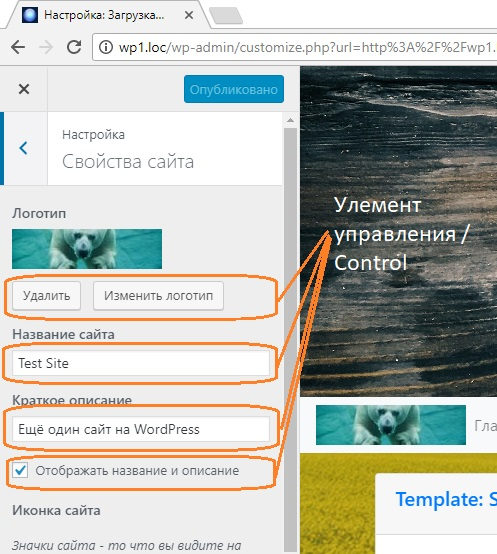 Настройка: Загрузка...
wp1.loc/wp-admin/customize.php?url=http%3A%2F%2Fwp1.
Опубликовано
Настройка
Свойства сайта
Логотип
Удалить
Изменить логотип
Название сайта
Test Site
Краткое описание
Ещё один сайт на WordPress
Отображать название и описание
Иконка сайта
Значки сайта - то что вы видите на
Улемент
управления /
Control
Гла
Template: S